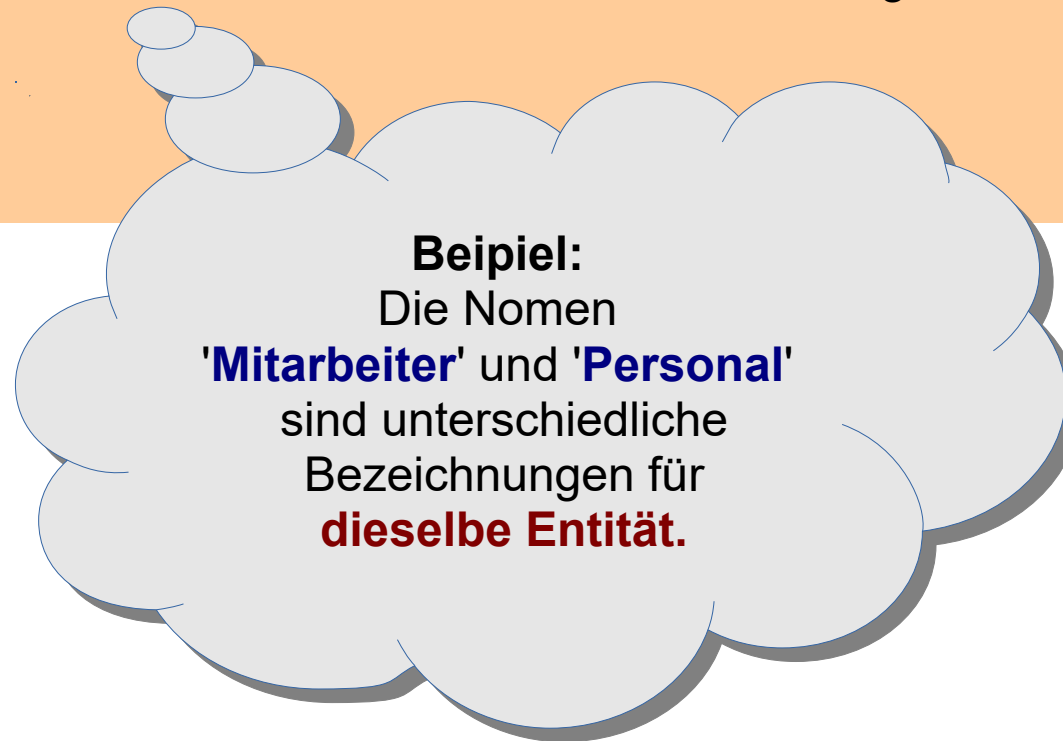 Beipiel:
Die Nomen
'Mitarbeiter' und 'Personal'
sind unterschiedliche
Bezeichnungen für
dieselbe Entität.